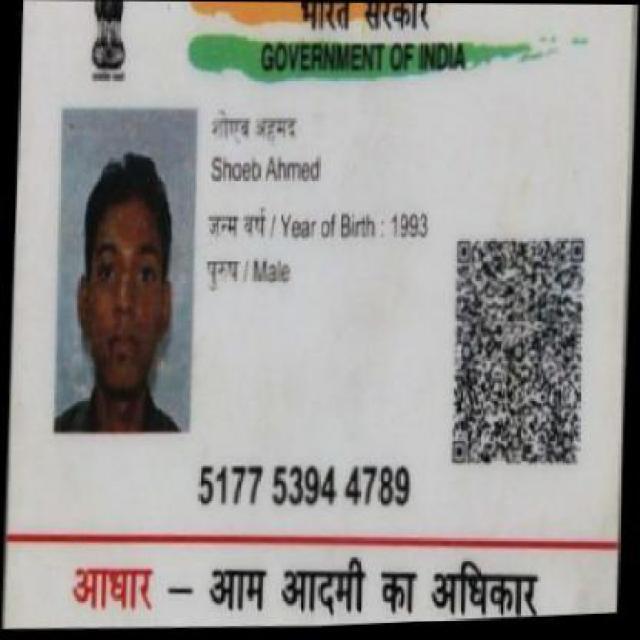 भारत सरकार
GOVERNMENT OF INDIA
शोएब अहमद
Shoeb Ahmed
जन्म वर्ष / Year of Birth : 1993
पुरुष / Male
5177 5394 4789
आधार – आम आदमी का अधिकार